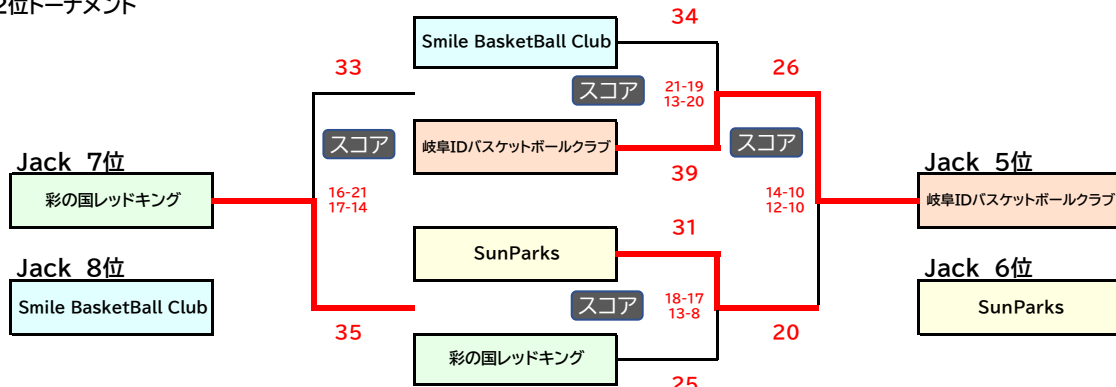 2位トーナメント
34
Smile BasketBall Club
33
26
スコア
21-19
13-20
スコア
岐阜IDバスケットボールクラブ
スコア
Jack 7位
39
Jack 5位
彩の国レッドキング
16-21
17-14
14-10
12-10
岐阜IDバスケットボールクラブ
31
Jack 8位
SunParks
Jack 6位
Smile BasketBall Club
スコア
18-17
13-8
SunParks
35
20
彩の国レッドキング
25